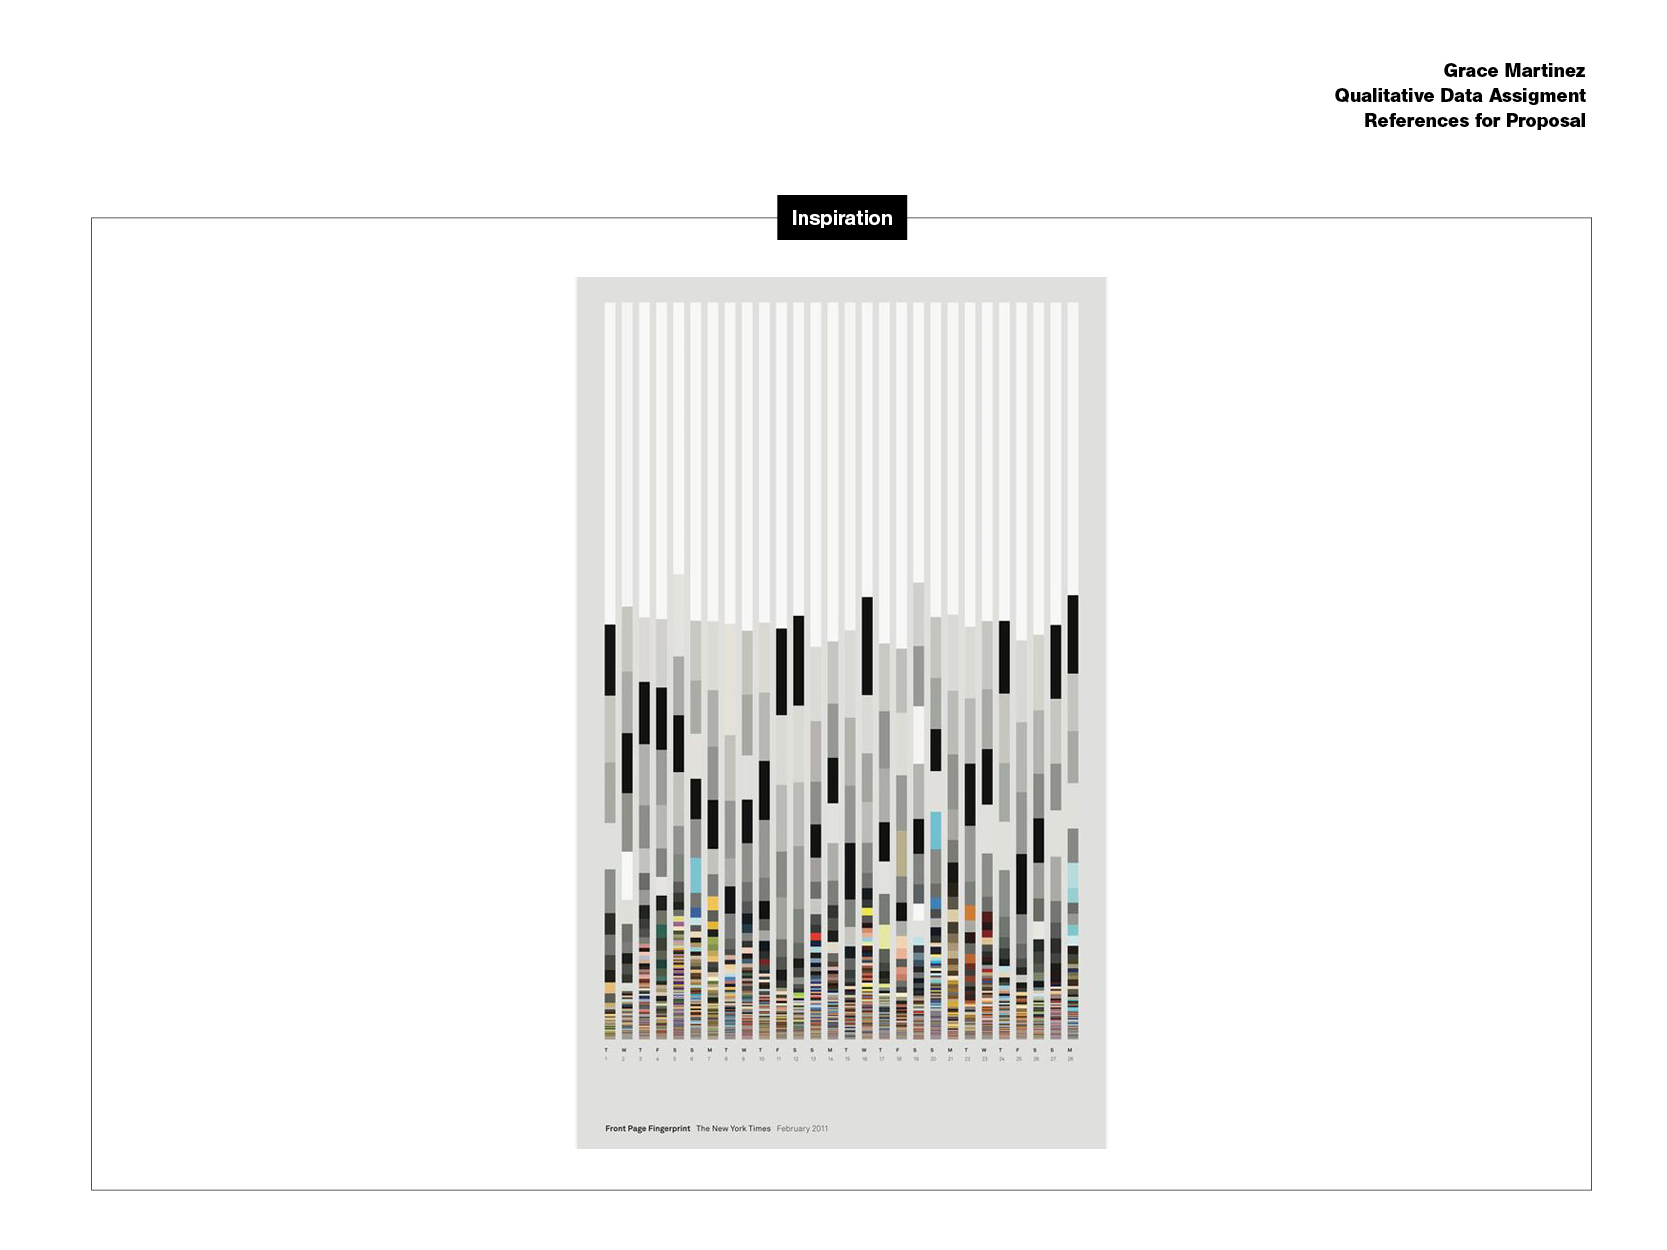 Grace Martinez
Qualitative Data Assigment
References for Proposal
Inspiration
T W T F S S M T W T F S S M T W T F S S M T W T F S S M
1 2 3 4 5 6 7 8 9 10 11 12 13 14 15 16 17 18 19 20 21 22 23 24 25 26 27 28
Front Page Fingerprint The New York Times February 2011